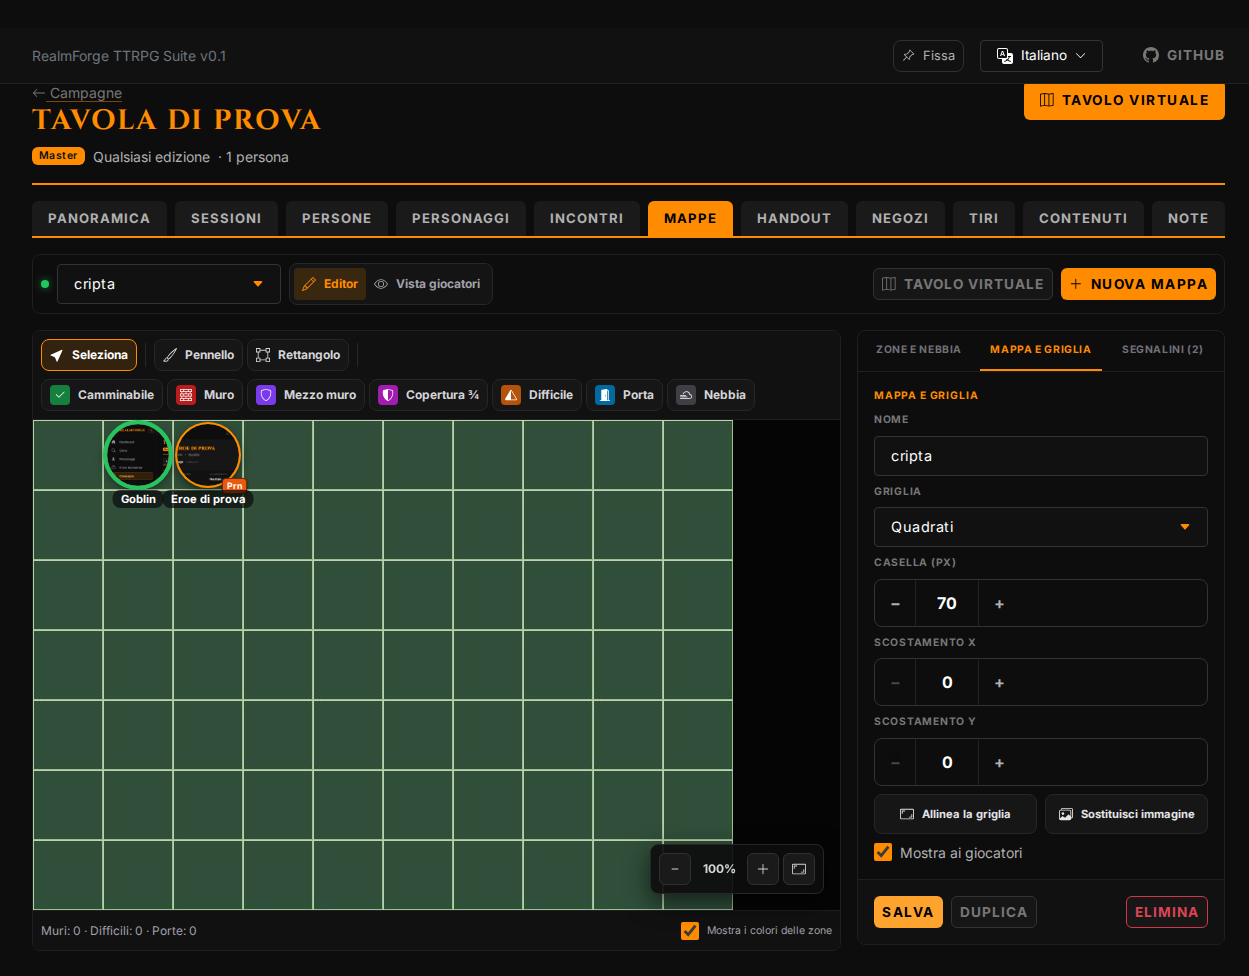 RealmForge TTRPG Suite v0.1
Fissa
Italiano
GITHUB
← Campagne
TAVOLA DI PROVA
TAVOLO VIRTUALE
Master Qualsiasi edizione · 1 persona
PANORAMICA SESSIONI PERSONE PERSONAGGI INCONTRI MAPPE HANDOUT NEGOZI TIRI CONTENUTI NOTE
cripta
Editor
Vista giocatori
TAVOLO VIRTUALE
+ NUOVA MAPPA
Seleziona
Pennello
Rettangolo
Camminabile
Muro
Mezzo muro
Copertura ¾
Difficile
Porta
Nebbia
Prn
Goblin
Eroe di prova
− 100% +
Muri: 0 · Difficili: 0 · Porte: 0
Mostra i colori delle zone
ZONE E NEBBIA
MAPPA E GRIGLIA
SEGNALINI (2)
MAPPA E GRIGLIA
NOME
cripta
GRIGLIA
Quadrati
CASELLA (PX)
− 70 +
SCOSTAMENTO X
− 0 +
SCOSTAMENTO Y
− 0 +
Allinea la griglia
Sostituisci immagine
Mostra ai giocatori
SALVA
DUPLICA
ELIMINA